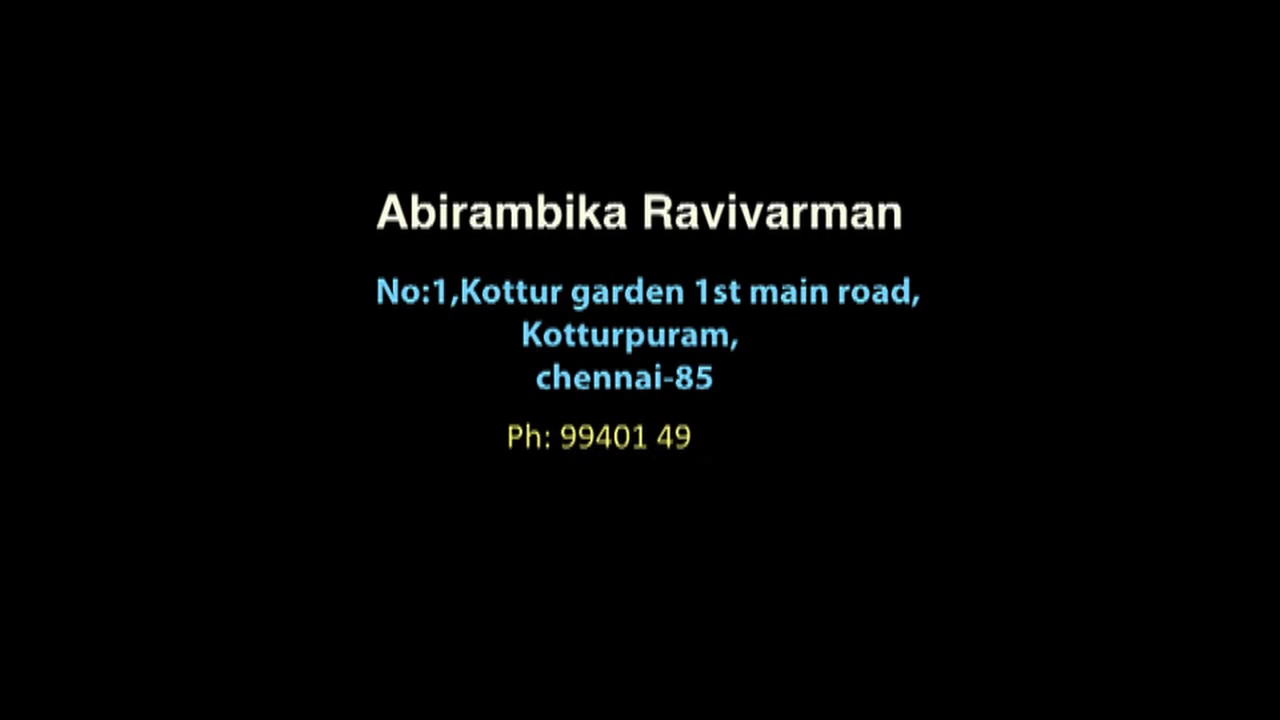 Abirambika Ravivarman
No:1,Kottur garden 1st main road,
Kotturpuram,
chennai-85
Ph: 99401 49